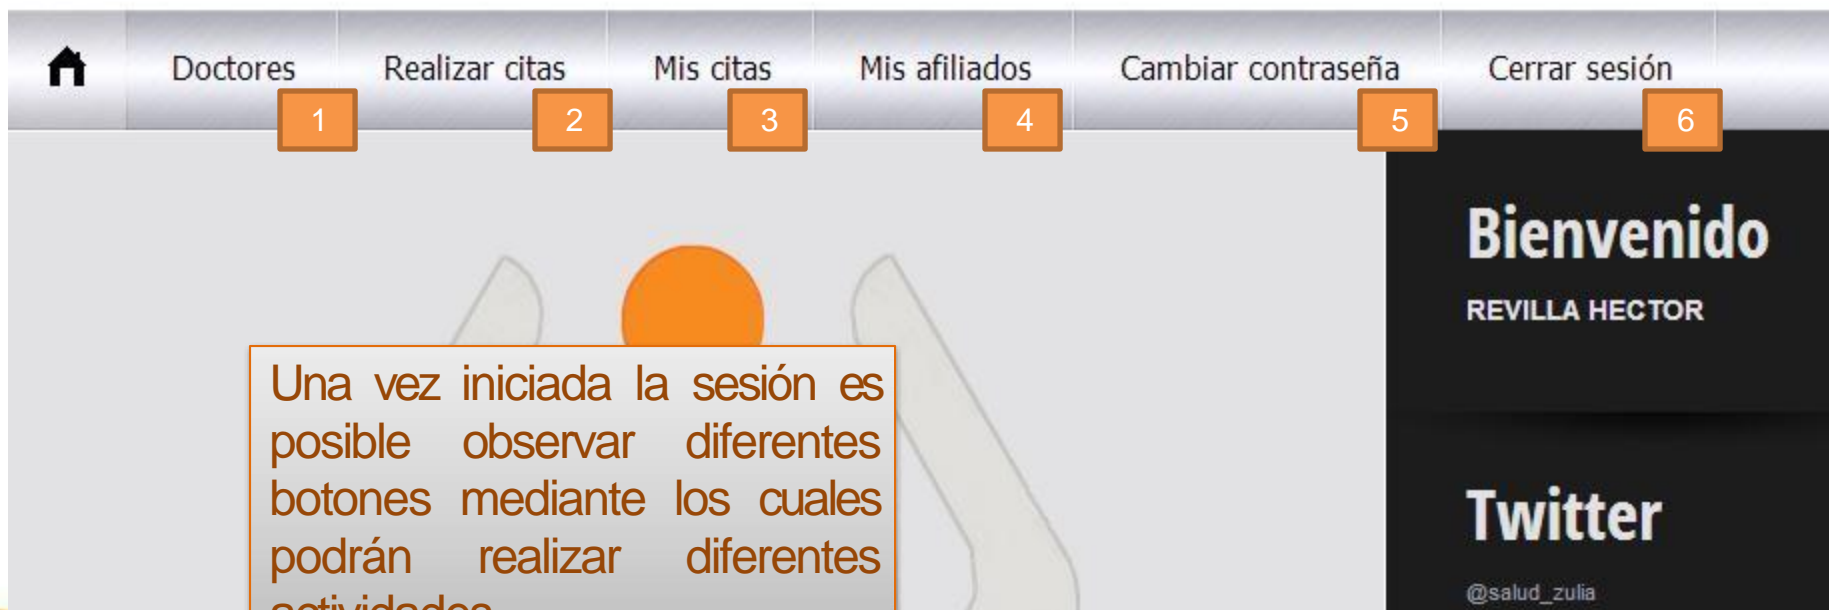 Doctores Realizar citas Mis citas Mis afiliados Cambiar contraseña Cerrar sesión
1 2 3 4 5 6
Bienvenido
REVILLA HECTOR
Una vez iniciada la sesión es
posible observar diferentes
botones mediante los cuales
podrán realizar diferentes
actividades
Twitter
@salud_zulia